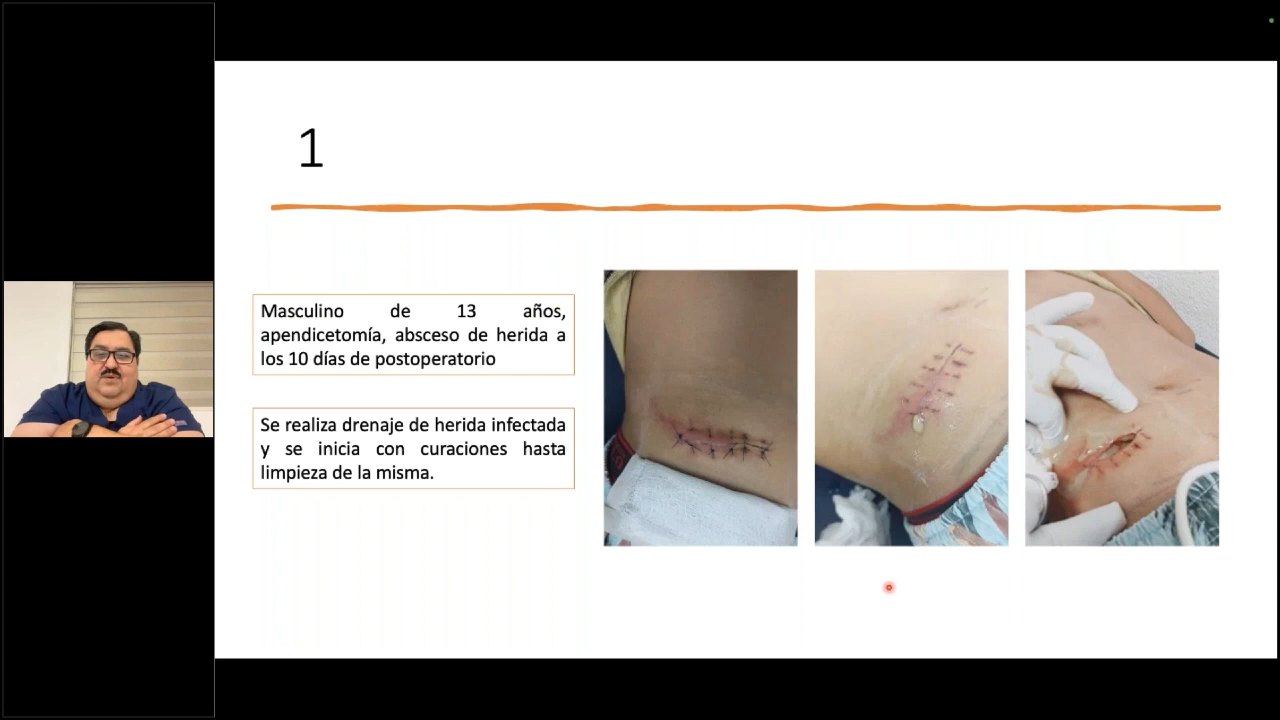 1
Masculino de 13 años,
apendicetomía, absceso de herida a
los 10 días de postoperatorio
Se realiza drenaje de herida infectada
y se inicia con curaciones hasta
limpieza de la misma.